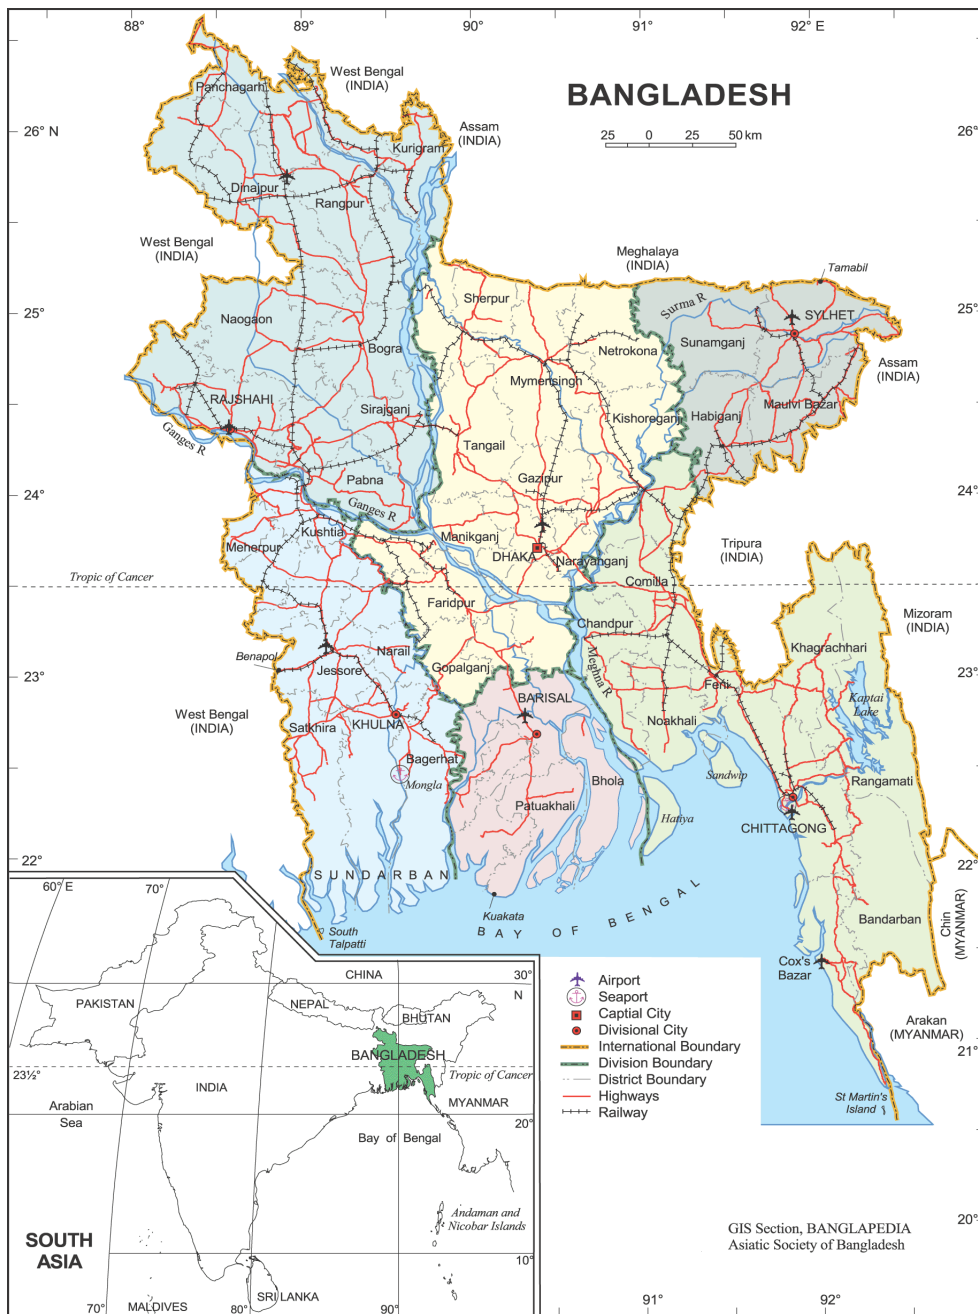 88°
89°
90°
91°
92° E
BANGLADESH
25 0 25 50 km
West Bengal
(INDIA)
Panchagarh
26° N
Assam
(INDIA)
26°
Kurigram
Dinajpur
Rangpur
West Bengal
(INDIA)
Meghalaya
(INDIA)
Tamabil
Sherpur
Surma R
25°
Naogaon
SYLHET
25°
Sunamganj
Bogra
Netrokona
Mymensingh
Assam
(INDIA)
RAJSHAHI
Sirajganj
Kishoreganj
Habiganj
Maulvi Bazar
Ganges R
Tangail
Gazipur
Pabna
24°
24°
Ganges R
Kushtia
Manikganj
Meherpur
DHAKA
Narayanganj
Tripura
(INDIA)
Tropic of Cancer
Comilla
Faridpur
Chandpur
Mizoram
(INDIA)
Narail
Khagrachhari
Benapol
Jessore
Gopalganj
Meghna R
23°
23°
Feni
Kaptai
Lake
West Bengal
(INDIA)
Satkhira
KHULNA
BARISAL
Noakhali
Bagerhat
Mongla
Sandwip
Bhola
Rangamati
Patuakhali
Hatiya
CHITTAGONG
22°
22°
SUNDARBAN
Kuakata
BAY OF BENGAL
Bandarban
Chin
(MYANMAR)
South
Talpatti
Cox's
Bazar
Arakan
(MYANMAR)
21°
St Martin's
Island
20°
Airport
Seaport
Captial City
Divisional City
International Boundary
Division Boundary
District Boundary
Highways
Railway
GIS Section, BANGLAPEDIA
Asiatic Society of Bangladesh
91°
92°
60° E
70°
CHINA
30°
N
PAKISTAN
NEPAL
BHUTAN
BANGLADESH
23½°
Tropic of Cancer
INDIA
MYANMAR
Arabian
Sea
20°
Bay of Bengal
Andaman and
Nicobar Islands
SOUTH
ASIA
10°
SRI LANKA
MALDIVES
70°
80°
90°